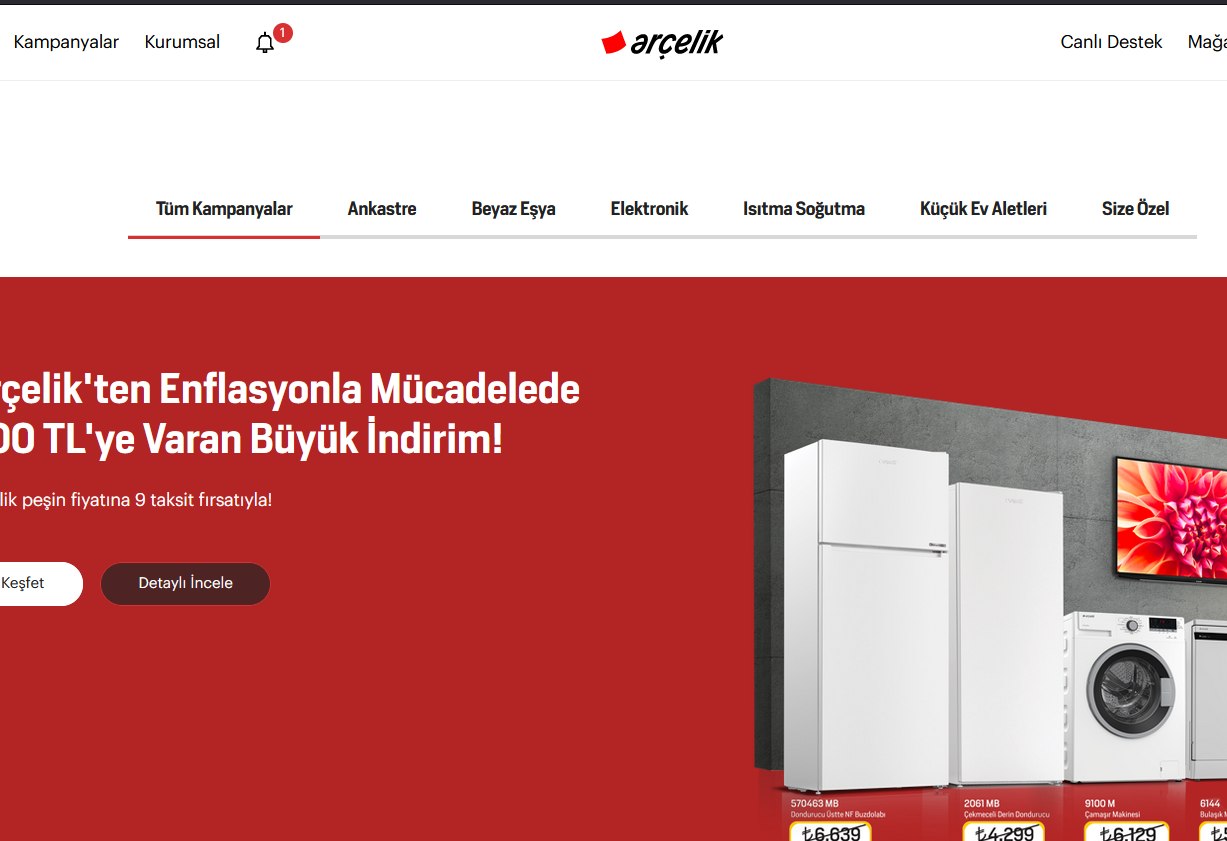 Kampanyalar Kurumsal 1 arçelik Canlı Destek
Tüm Kampanyalar Ankastre Beyaz Eşya Elektronik Isıtma Soğutma Küçük Ev Aletleri Size Özel
rçelik'ten Enflasyonla Mücadelede
00 TL'ye Varan Büyük İndirim!
lik peşin fiyatına 9 taksit fırsatıyla!
Keşfet Detaylı İncele
570463 MB 2061 MB 9100 M 6144
Dondurucu Üstte NF Buzdolabı Çekmeceli Derin Dondurucu Çamaşır Makinesi Bulaşık M
₺6.639 ₺4.299 ₺6.129